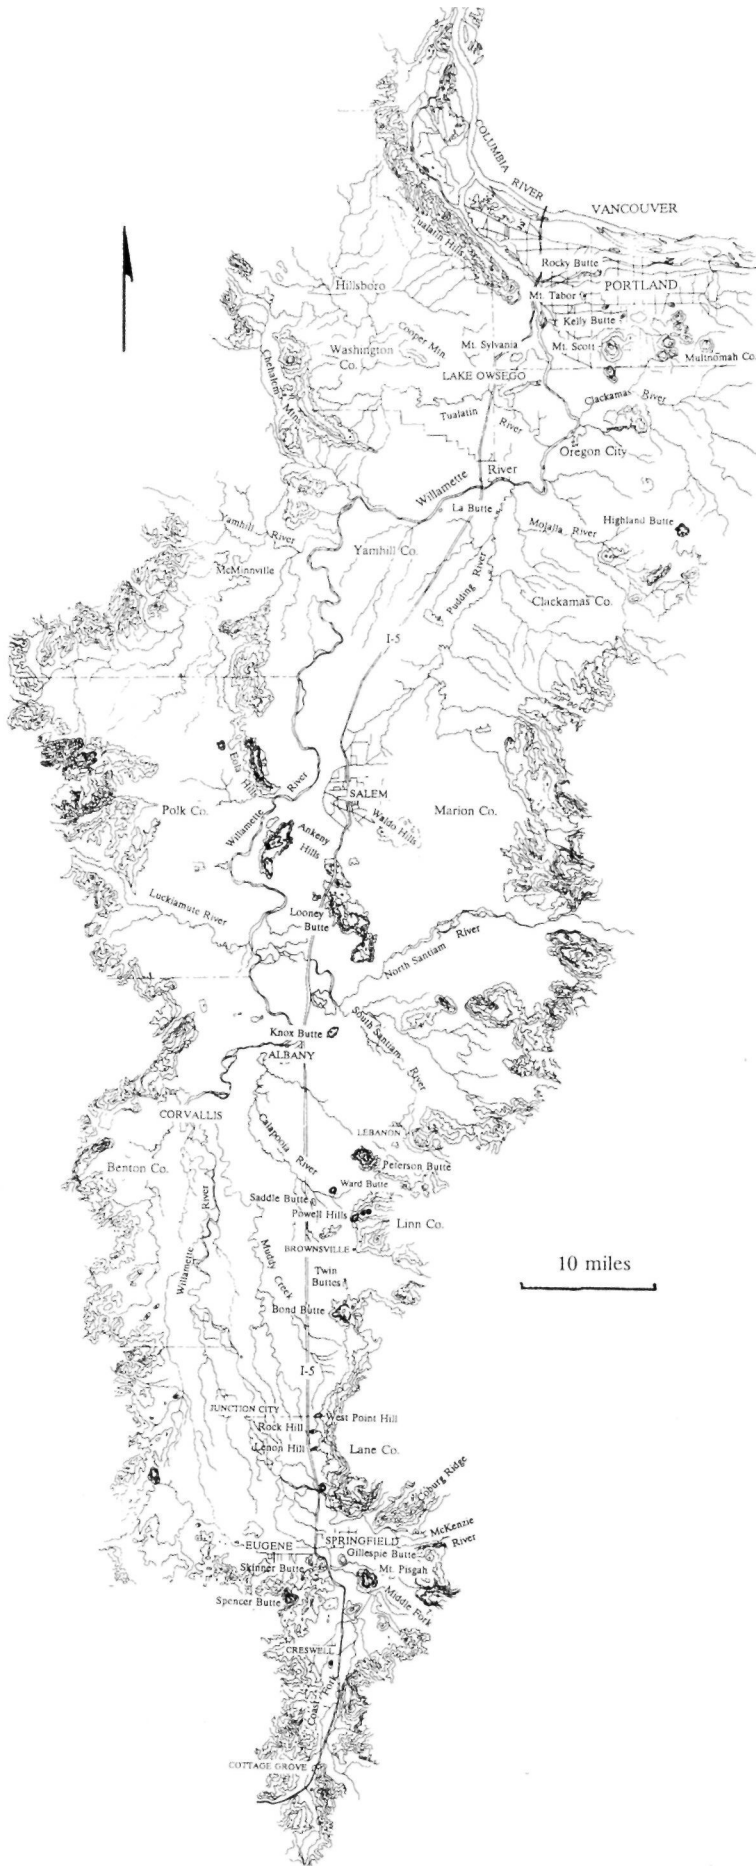 COLUMBIA
RIVER
VANCOUVER
Tualatin Hills
Rocky Butte
Hillsboro
Mt. Tabor
PORTLAND
Kelly Butte
Cooper Mtn.
Mt. Sylvania
Mt. Scott
Washington
Co.
Multnomah Co.
Chehalem Mtns
LAKE OWSEGO
Clackamas River
Tualatin
River
Oregon City
Willamette River
La Butte
Yamhill River
Molalla River
Highland Butte
Yamhill Co.
McMinnville
Pudding River
Clackamas Co.
I-5
Eola
Hills
SALEM
Polk Co.
Willamette River
Waldo Hills
Marion Co.
Ankeny
Hills
Luckiamute River
Looney
Butte
North Santiam River
South Santiam
River
Knox Butte
ALBANY
CORVALLIS
Calapooia
River
LEBANON
Benton Co.
Peterson Butte
Ward Butte
Saddle Butte
Powell Hills
Linn Co.
Willamette River
Muddy
Creek
BROWNSVILLE
10 miles
Twin
Buttes
Bond Butte
I-5
JUNCTION CITY
West Point Hill
Rock Hill
Lenon Hill
Lane Co.
Coburg Ridge
McKenzie
River
SPRINGFIELD
EUGENE
Gillespie Butte
Skinner Butte
Mt. Pisgah
Spencer Butte
Middle Fork
CRESWELL
Coast Fork
COTTAGE GROVE